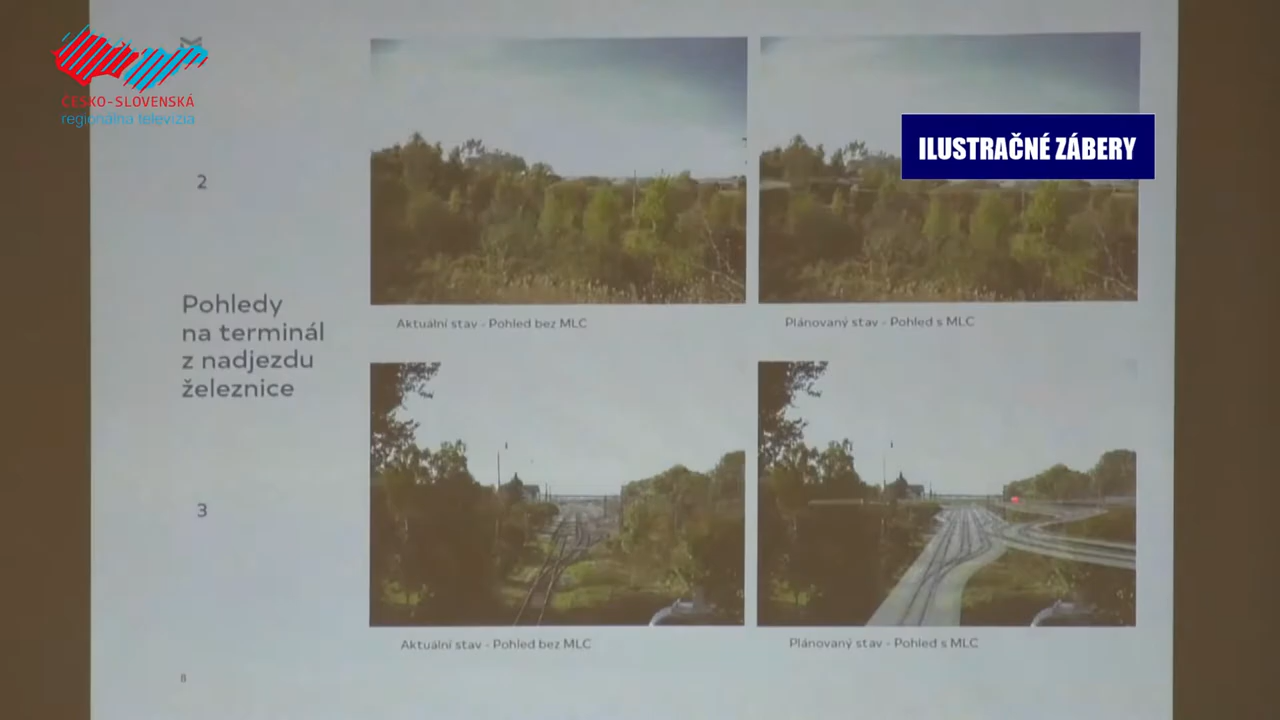 ČESKO-SLOVENSKÁ
regionálna televízia
ILUSTRAČNÉ ZÁBERY
2
Pohledy
na terminál
z nadjezdu
železnice
Aktuální stav - Pohled bez MLC
Plánovaný stav - Pohled s MLC
3
Aktuální stav - Pohled bez MLC
Plánovaný stav - Pohled s MLC
8